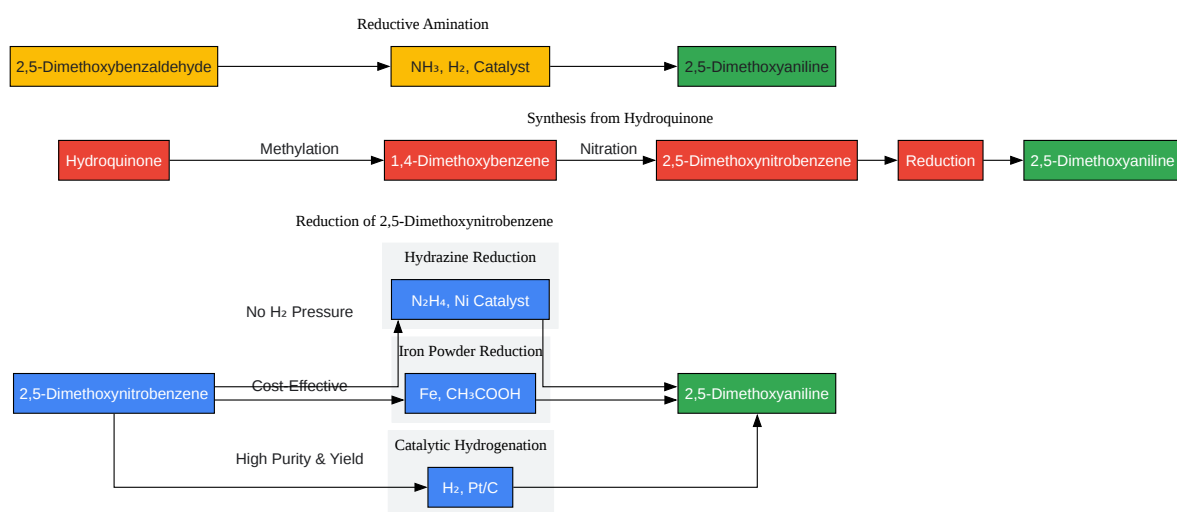 Reductive Amination
2,5-Dimethoxybenzaldehyde
NH₃, H₂, Catalyst
2,5-Dimethoxyaniline
Synthesis from Hydroquinone
Hydroquinone
Methylation
1,4-Dimethoxybenzene
Nitration
2,5-Dimethoxynitrobenzene
Reduction
2,5-Dimethoxyaniline
Reduction of 2,5-Dimethoxynitrobenzene
Hydrazine Reduction
N₂H₄, Ni Catalyst
No H₂ Pressure
Iron Powder Reduction
2,5-Dimethoxynitrobenzene
Cost-Effective
Fe, CH₃COOH
2,5-Dimethoxyaniline
Catalytic Hydrogenation
High Purity & Yield
H₂, Pt/C